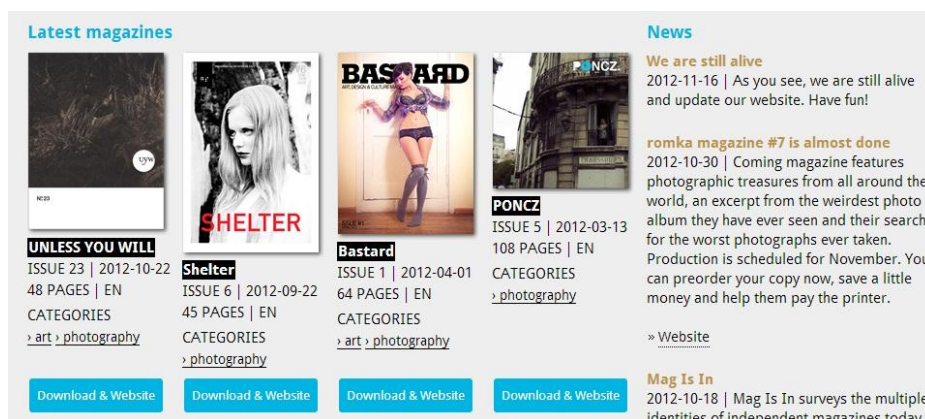 Latest magazines
uyw
Nº23
UNLESS YOU WILL
ISSUE 23 | 2012-10-22
48 PAGES | EN
CATEGORIES
› art › photography
Download & Website
SHELTER
Shelter
ISSUE 6 | 2012-09-22
45 PAGES | EN
CATEGORIES
› photography
Download & Website
BASTARD
ART, DESIGN & CULTURE
ISSUE #1
Bastard
ISSUE 1 | 2012-04-01
64 PAGES | EN
CATEGORIES
› art › photography
Download & Website
PONCZ.
PONCZ
ISSUE 5 | 2012-03-13
108 PAGES | EN
CATEGORIES
› photography
Download & Website
News
We are still alive
2012-11-16 | As you see, we are still alive
and update our website. Have fun!
romka magazine #7 is almost done
2012-10-30 | Coming magazine features
photographic treasures from all around the
world, an excerpt from the weirdest photo
album they have ever seen and their search
for the worst photographs ever taken.
Production is scheduled for November. You
can preorder your copy now, save a little
money and help them pay the printer.
» Website
Mag Is In
2012-10-18 | Mag Is In surveys the multiple
identities of independent magazines today